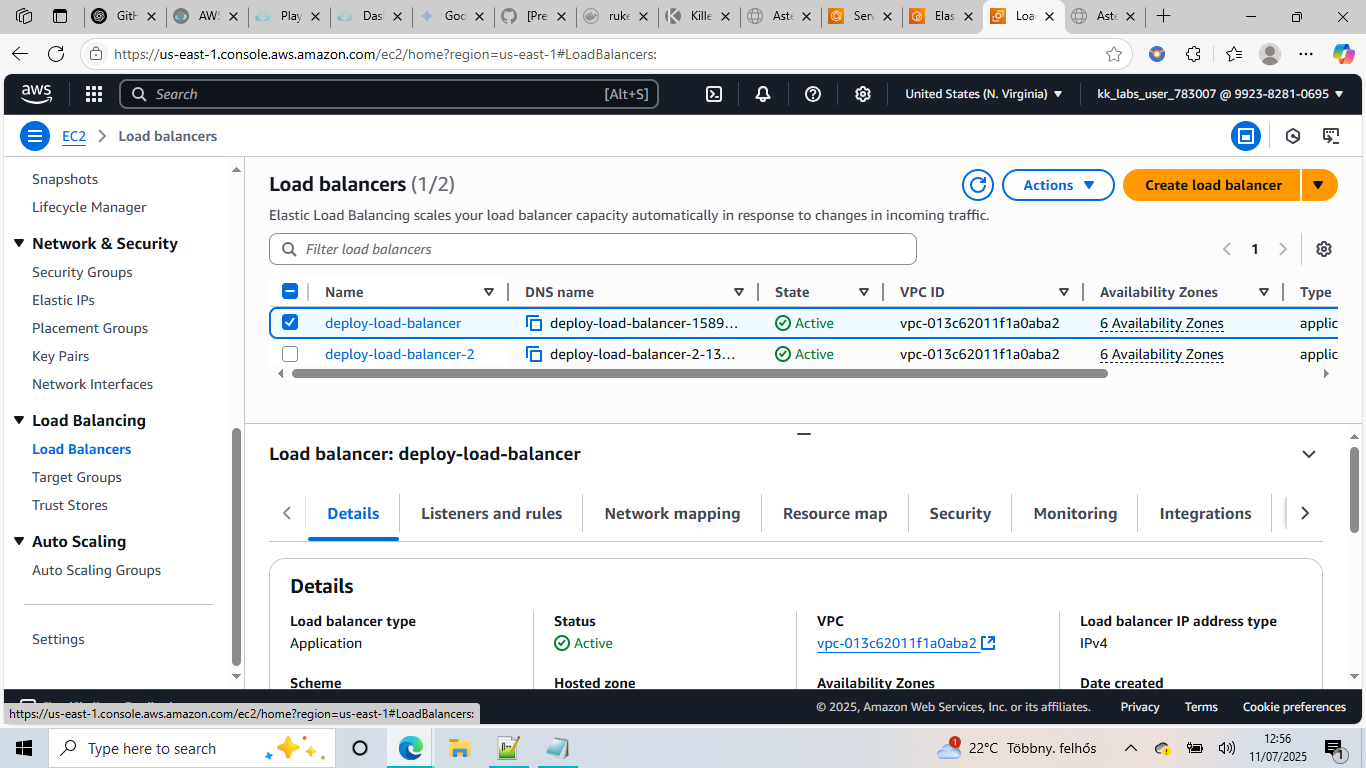 GitH
AWS
Play
Das
Goo
[Pre
ruke
Kille
Aste
Serv
Elas
Loa
Aste
https://us-east-1.console.aws.amazon.com/ec2/home?region=us-east-1#LoadBalancers:
aws
Search
[Alt+S]
United States (N. Virginia)
kk_labs_user_783007 @ 9923-8281-0695
EC2
Load balancers
Snapshots
Lifecycle Manager
Network & Security
Security Groups
Elastic IPs
Placement Groups
Key Pairs
Network Interfaces
Load Balancing
Load Balancers
Target Groups
Trust Stores
Auto Scaling
Auto Scaling Groups
Settings
Load balancers (1/2)
Actions
Create load balancer
Elastic Load Balancing scales your load balancer capacity automatically in response to changes in incoming traffic.
Filter load balancers
1
Name DNS name State VPC ID Availability Zones Type
deploy-load-balancer deploy-load-balancer-1589... Active vpc-013c62011f1a0aba2 6 Availability Zones applic
deploy-load-balancer-2 deploy-load-balancer-2-13... Active vpc-013c62011f1a0aba2 6 Availability Zones applic
Load balancer: deploy-load-balancer
Details Listeners and rules Network mapping Resource map Security Monitoring Integrations
Details
Load balancer type
Application
Status
Active
VPC
vpc-013c62011f1a0aba2
Load balancer IP address type
IPv4
Scheme
Hosted zone
Availability Zones
Date created
https://us-east-1.console.aws.amazon.com/ec2/home?region=us-east-1#LoadBalancers:
© 2025, Amazon Web Services, Inc. or its affiliates.
Privacy
Terms
Cookie preferences
Type here to search
1
22°C Többny. felhős
12:56
11/07/2025
1